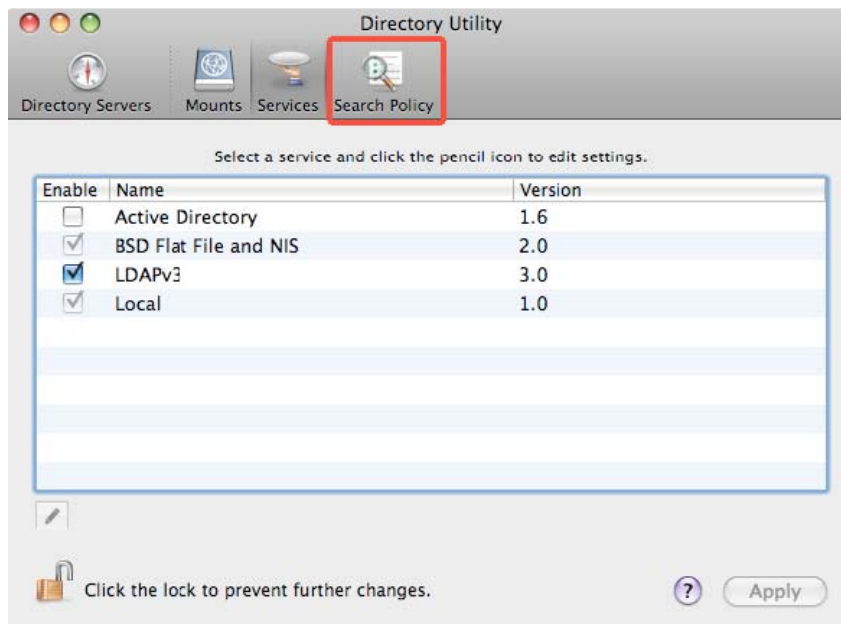 Directory Utility
Directory Servers Mounts Services Search Policy
Select a service and click the pencil icon to edit settings.
Enable Name Version
Active Directory 1.6
BSD Flat File and NIS 2.0
LDAPv3 3.0
Local 1.0
Click the lock to prevent further changes. ? Apply